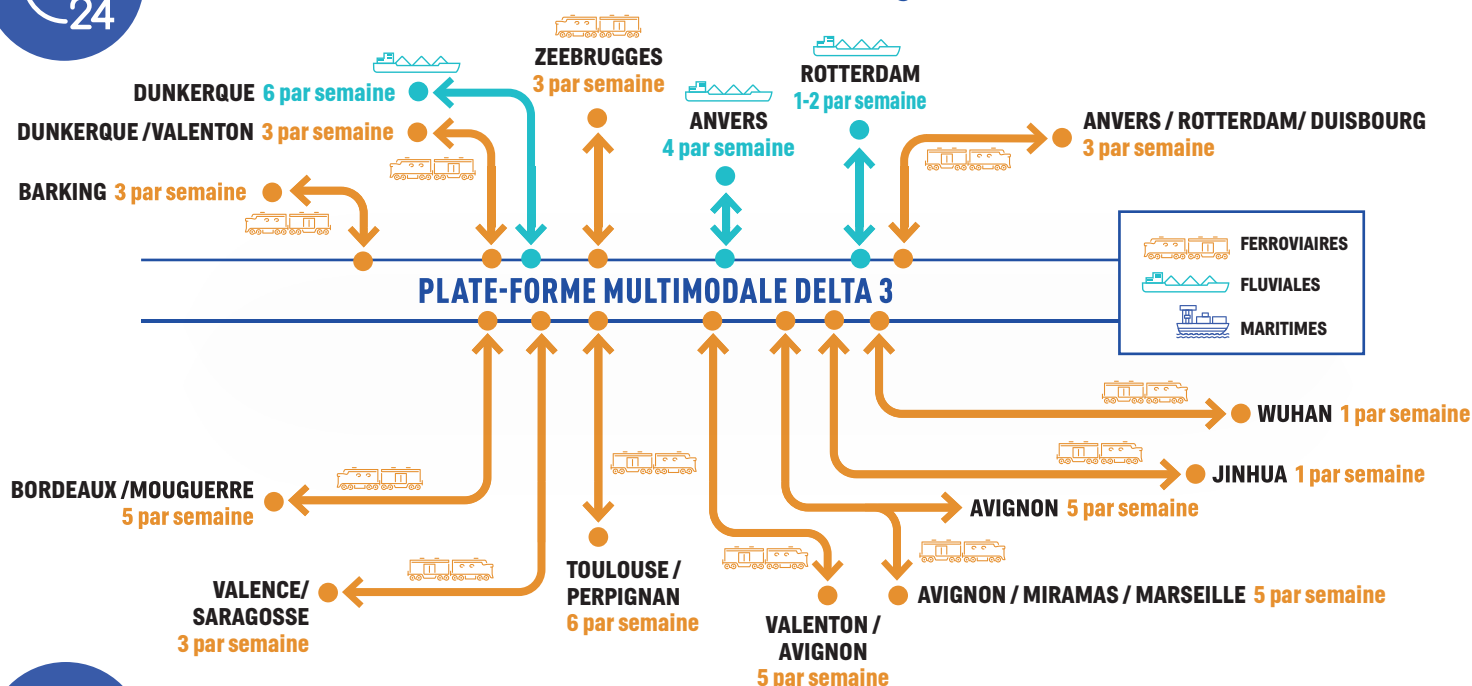 24
ZEEBRUGGES
3 par semaine
ROTTERDAM
1-2 par semaine
DUNKERQUE 6 par semaine
ANVERS
4 par semaine
DUNKERQUE /VALENTON 3 par semaine
ANVERS / ROTTERDAM/ DUISBOURG
3 par semaine
BARKING 3 par semaine
PLATE-FORME MULTIMODALE DELTA 3
FERROVIAIRES
FLUVIALES
MARITIMES
WUHAN 1 par semaine
JINHUA 1 par semaine
BORDEAUX /MOUGUERRE
5 par semaine
AVIGNON 5 par semaine
VALENCE/
SARAGOSSE
3 par semaine
TOULOUSE /
PERPIGNAN
6 par semaine
AVIGNON / MIRAMAS / MARSEILLE 5 par semaine
VALENTON /
AVIGNON
5 par semaine